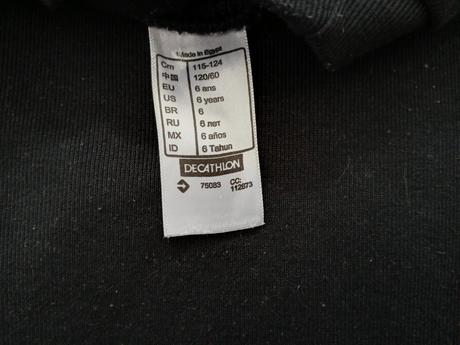 Made in Egypt
Cm 115-124
中国 120/60
EU 6 ans
US 6 years
BR 6
RU 6 лет
MX 6 años
ID 6 Tahun
DECATHLON
75083 CC:
112673